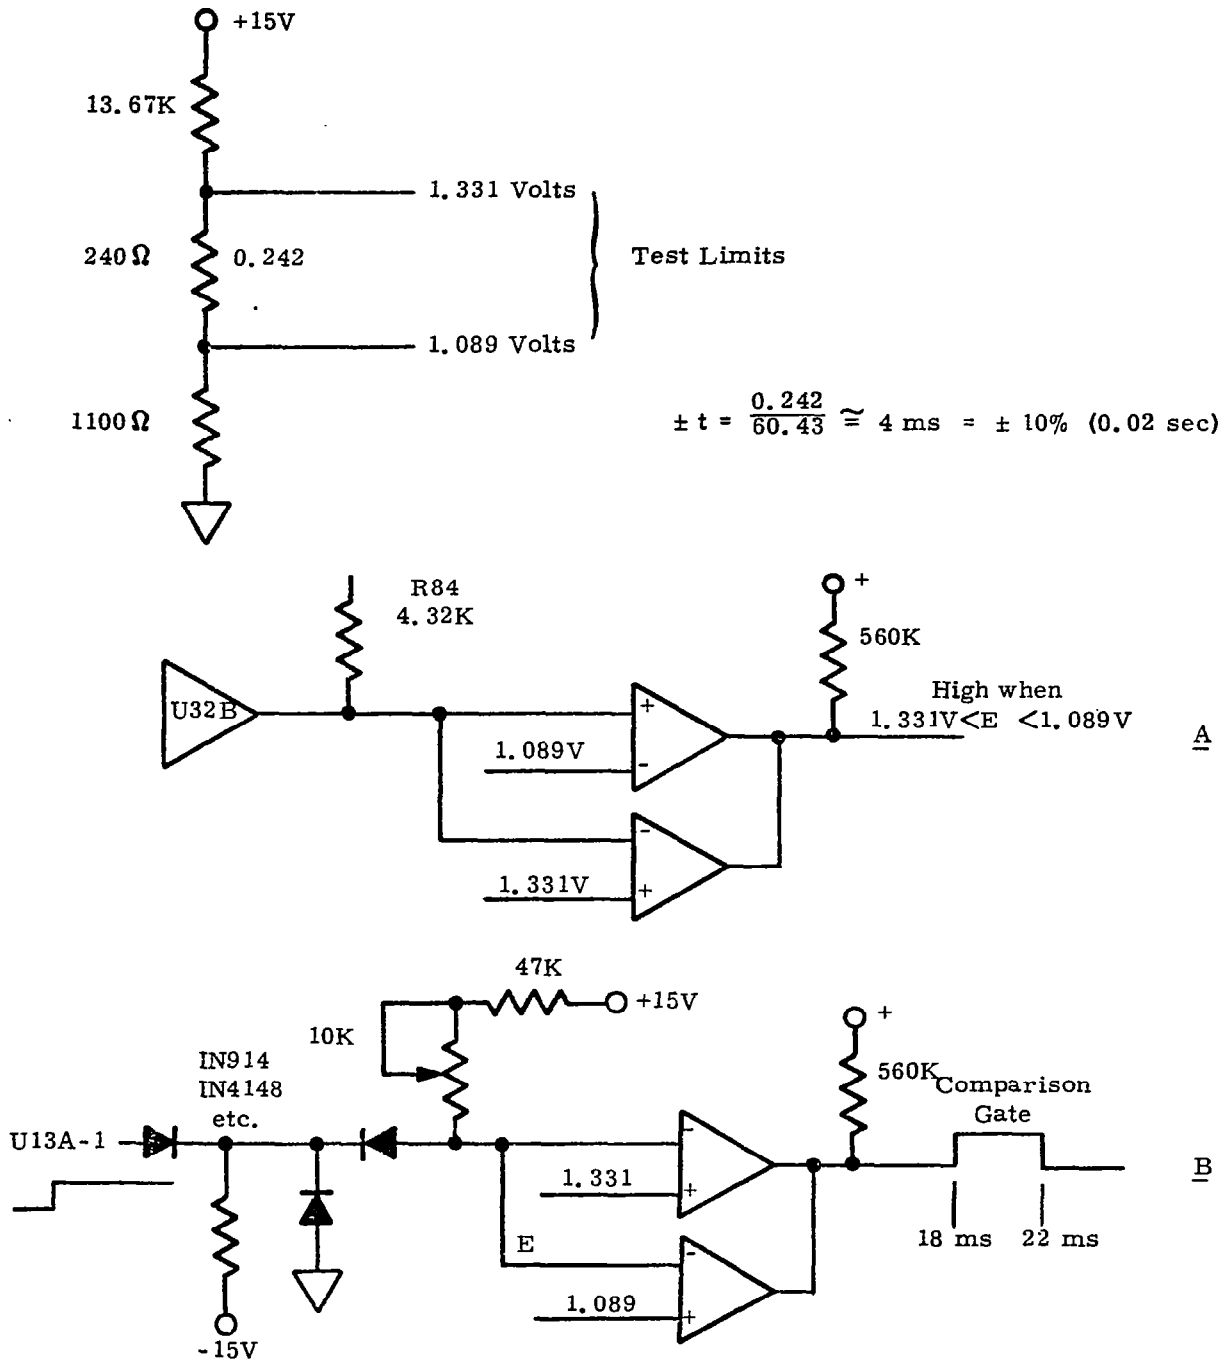 +15V
13.67K
1.331 Volts
240Ω
0.242
Test Limits
1.089 Volts
1100Ω
± t = 0.242 / 60.43 ≅ 4 ms = ± 10% (0.02 sec)
R84
4.32K
+
560K
U32B
+
High when
1.331V<E <1.089V
A
1.089V
-
-
1.331V
+
47K
+15V
10K
+
IN914
IN4148
etc.
560K
Comparison
Gate
U13A-1
-
1.331
+
B
18 ms
22 ms
E
-
1.089
+
-15V